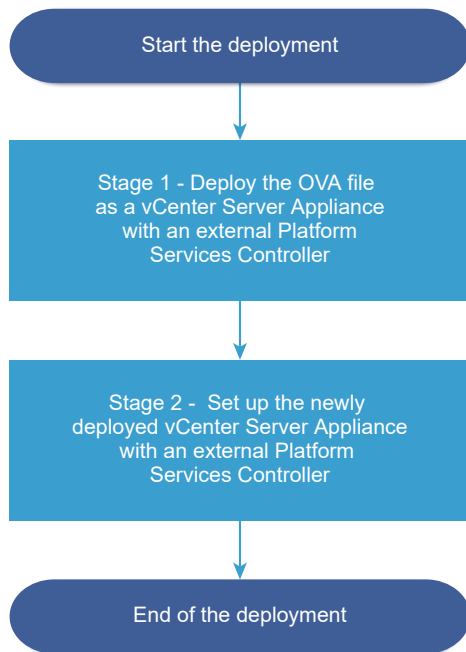 Start the deployment
Stage 1 - Deploy the OVA file
as a vCenter Server Appliance
with an external Platform
Services Controller
Stage 2 -  Set up the newly
deployed vCenter Server Appliance
with an external Platform
Services Controller
End of the deployment